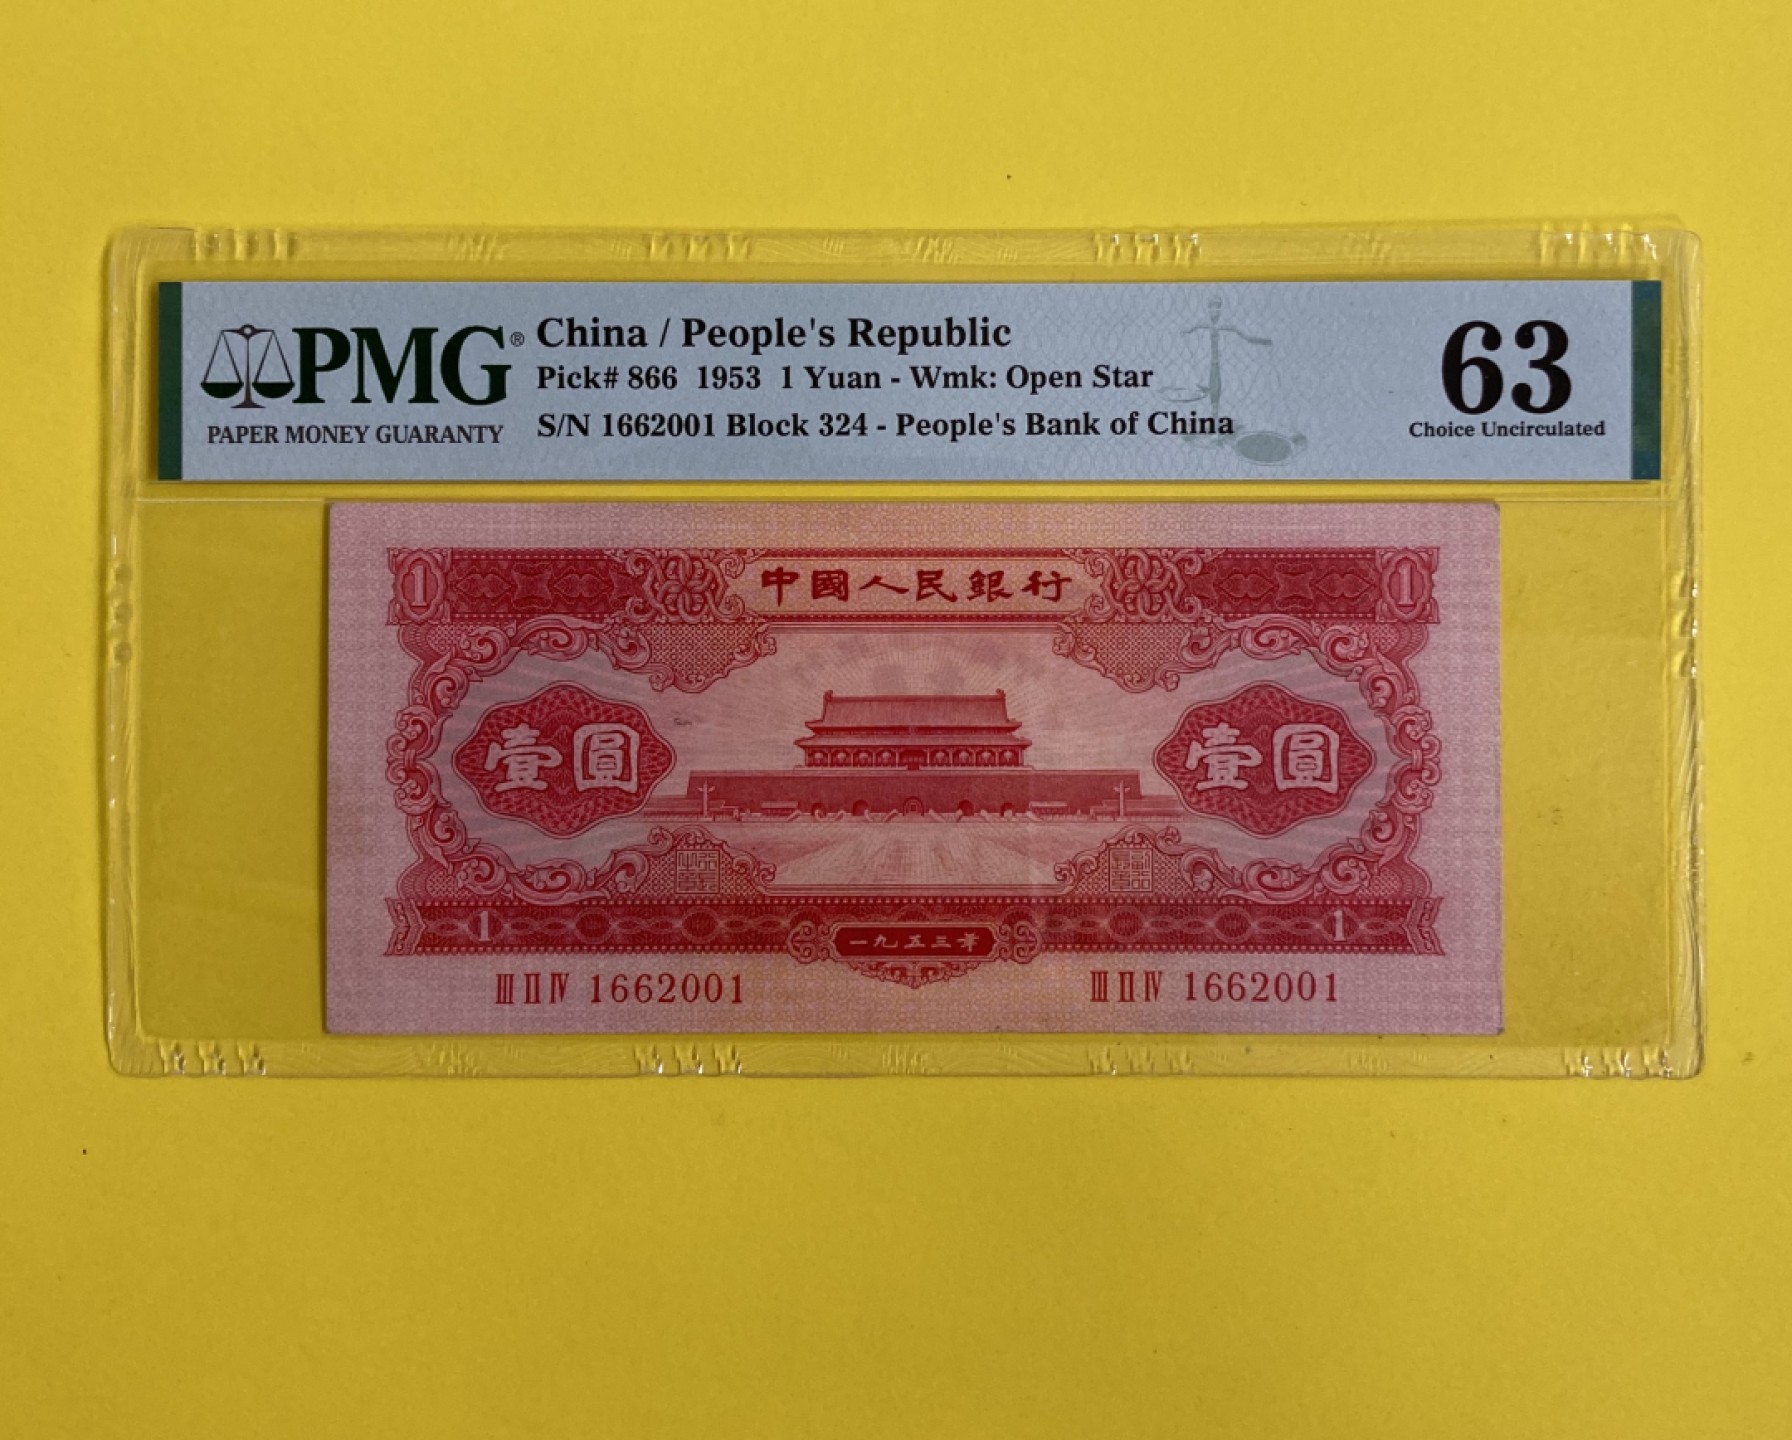 PMG®
PAPER MONEY GUARANTY
China / People's Republic
Pick# 866 1953 1 Yuan - Wmk: Open Star
S/N 1662001 Block 324 - People's Bank of China
63
Choice Uncirculated
1 中國人民銀行 1
壹圓 壹圓
1 一九五三年 1
III II IV 1662001 III II IV 1662001